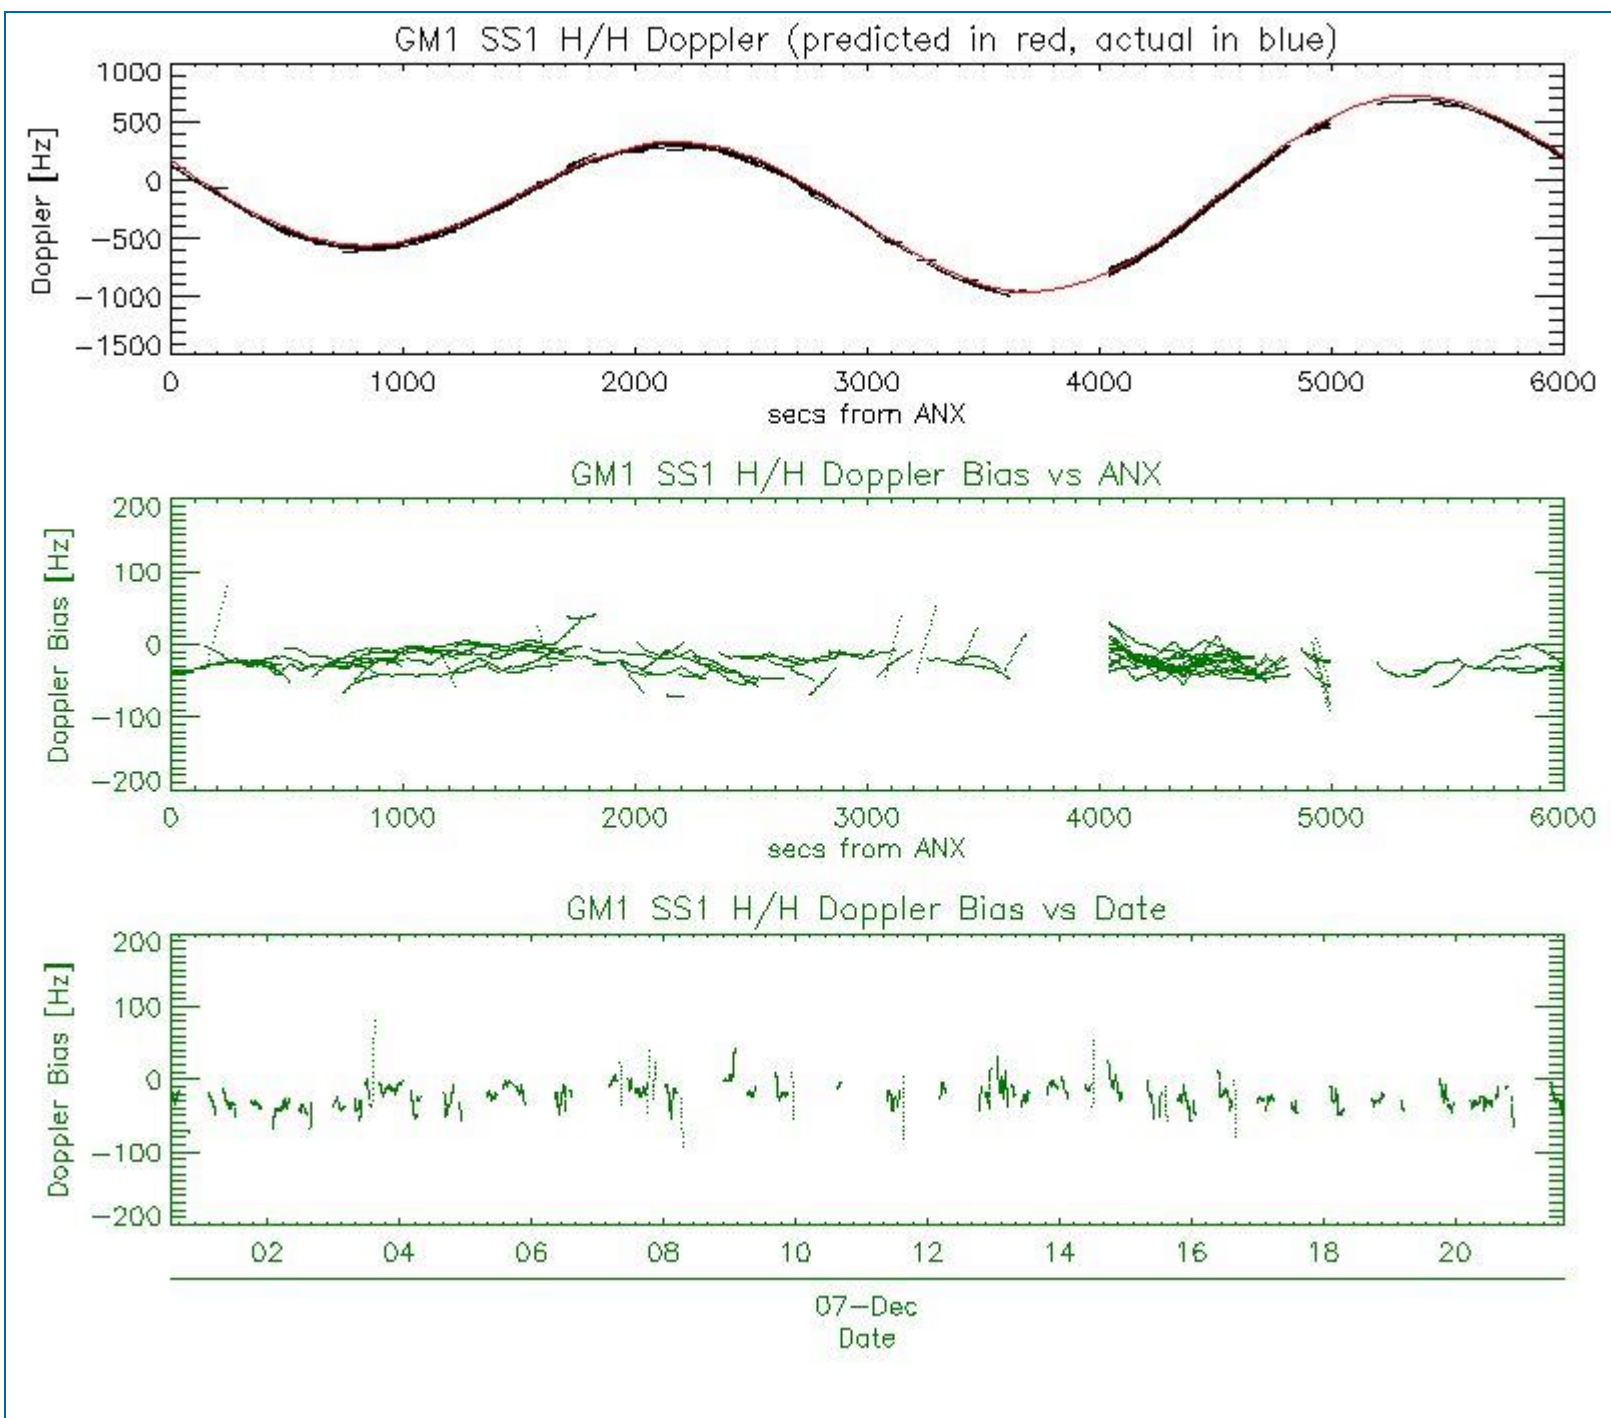 GM1 SS1 H/H Doppler (predicted in red, actual in blue)
1000
500
0
-500
-1000
-1500
Doppler [Hz]
0 1000 2000 3000 4000 5000 6000
secs from ANX
GM1 SS1 H/H Doppler Bias vs ANX
200
100
0
-100
-200
Doppler Bias [Hz]
0 1000 2000 3000 4000 5000 6000
secs from ANX
GM1 SS1 H/H Doppler Bias vs Date
200
100
0
-100
-200
Doppler Bias [Hz]
02 04 06 08 10 12 14 16 18 20
07-Dec
Date